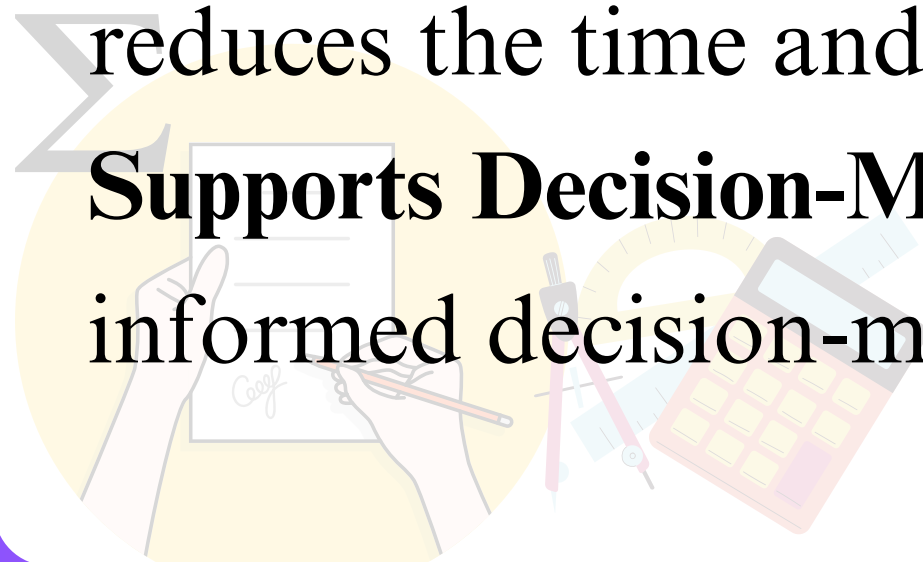 reduces the time and
Supports Decision-M
informed decision-m